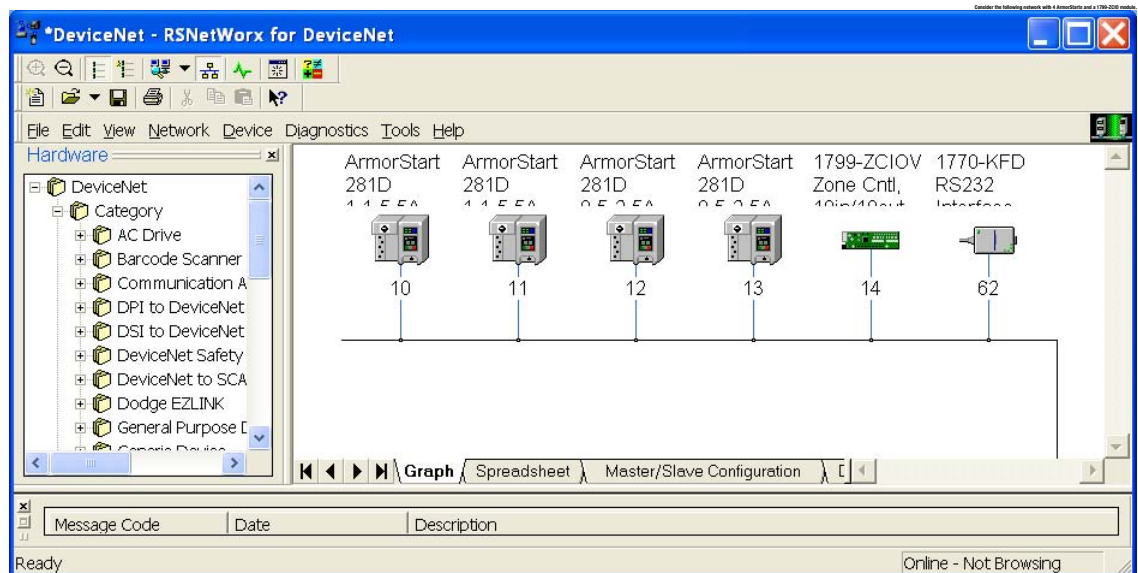 Consider the following network with 4 ArmorStarts and a 1799-ZCIO module.
*DeviceNet - RSNetWorx for DeviceNet
File Edit View Network Device Diagnostics Tools Help
Hardware
DeviceNet
Category
AC Drive
Barcode Scanner
Communication A
DPI to DeviceNet
DSI to DeviceNet
DeviceNet Safety
DeviceNet to SCA
Dodge EZLINK
General Purpose D
Generic Device
ArmorStart ArmorStart ArmorStart ArmorStart 1799-ZCIOV 1770-KFD
281D 281D 281D 281D Zone Cntl, RS232
10 11 12 13 14 62
Graph Spreadsheet Master/Slave Configuration
Message Code Date Description
Ready Online - Not Browsing